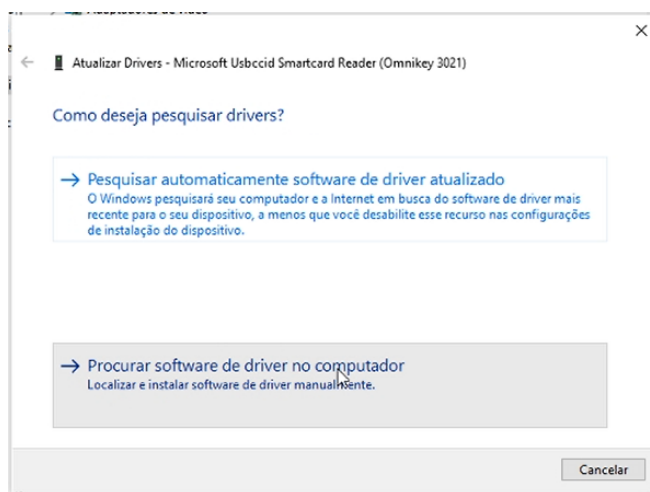 Adaptadores de vídeo
Atualizar Drivers - Microsoft Usbccid Smartcard Reader (Omnikey 3021)
Como deseja pesquisar drivers?
Pesquisar automaticamente software de driver atualizado
O Windows pesquisará seu computador e a Internet em busca do software de driver mais
recente para o seu dispositivo, a menos que você desabilite esse recurso nas configurações
de instalação do dispositivo.
Procurar software de driver no computador
Localizar e instalar software de driver manualmente.
Cancelar